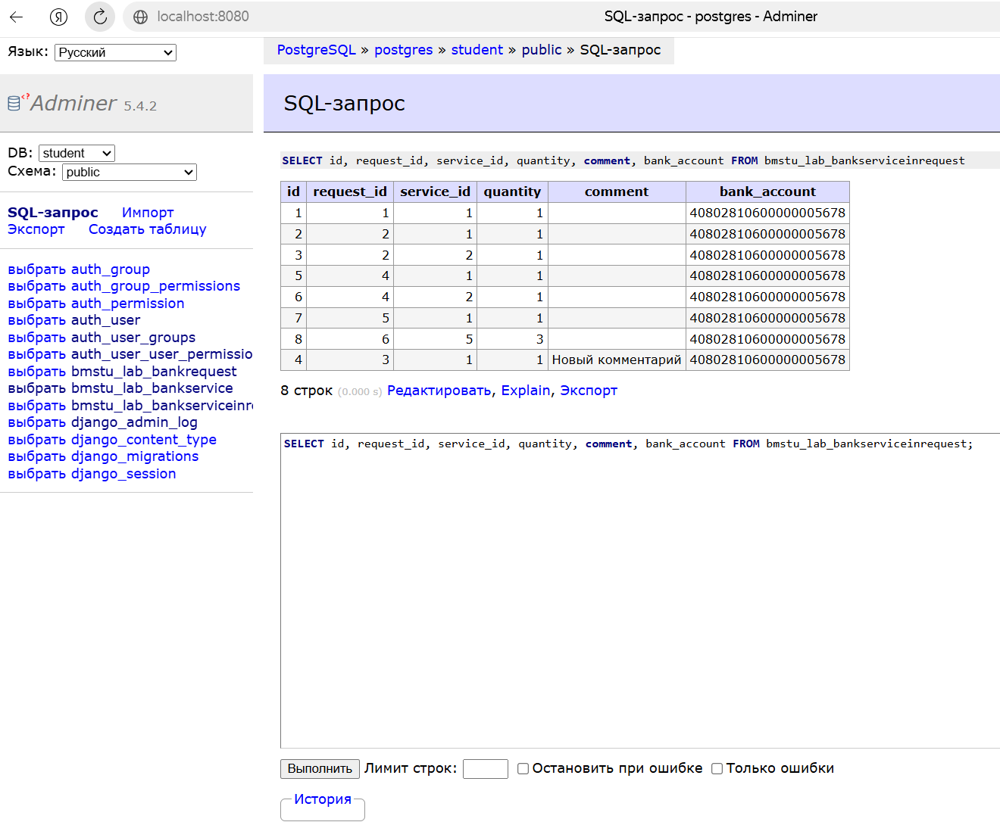 Я localhost:8080 SQL-запрос - postgres - Adminer
Язык: Русский
PostgreSQL » postgres » student » public » SQL-запрос
Adminer 5.4.2
SQL-запрос
DB: student
Схема: public
SQL-запрос Импорт
Экспорт Создать таблицу
выбрать auth_group
выбрать auth_group_permissions
выбрать auth_permission
выбрать auth_user
выбрать auth_user_groups
выбрать auth_user_user_permissio
выбрать bmstu_lab_bankrequest
выбрать bmstu_lab_bankservice
выбрать bmstu_lab_bankserviceinre
выбрать django_admin_log
выбрать django_content_type
выбрать django_migrations
выбрать django_session
SELECT id, request_id, service_id, quantity, comment, bank_account FROM bmstu_lab_bankserviceinrequest
id request_id service_id quantity comment bank_account
1 1 1 1 40802810600000005678
2 2 1 1 40802810600000005678
3 2 2 1 40802810600000005678
5 4 1 1 40802810600000005678
6 4 2 1 40802810600000005678
7 5 1 1 40802810600000005678
8 6 5 3 40802810600000005678
4 3 1 1 Новый комментарий 40802810600000005678
8 строк (0.000 s) Редактировать, Explain, Экспорт
SELECT id, request_id, service_id, quantity, comment, bank_account FROM bmstu_lab_bankserviceinrequest;
Выполнить Лимит строк: Остановить при ошибке Только ошибки
История